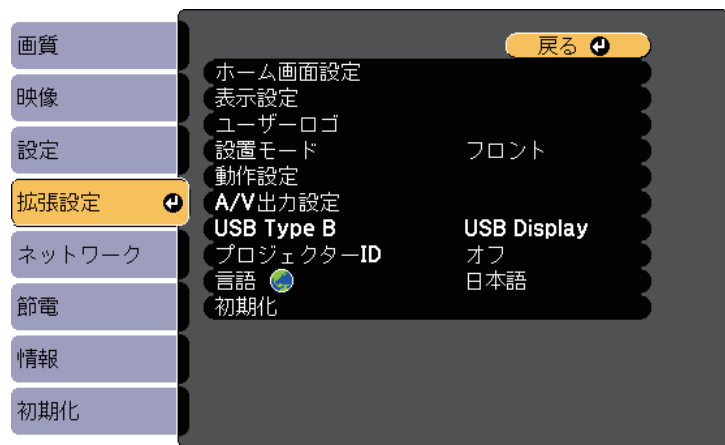 画質
映像
設定
拡張設定
ネットワーク
節電
情報
初期化
戻る
ホーム画面設定
表示設定
ユーザーロゴ
設置モード フロント
動作設定
A/V出力設定
USB Type B USB Display
プロジェクターID オフ
言語 日本語
初期化